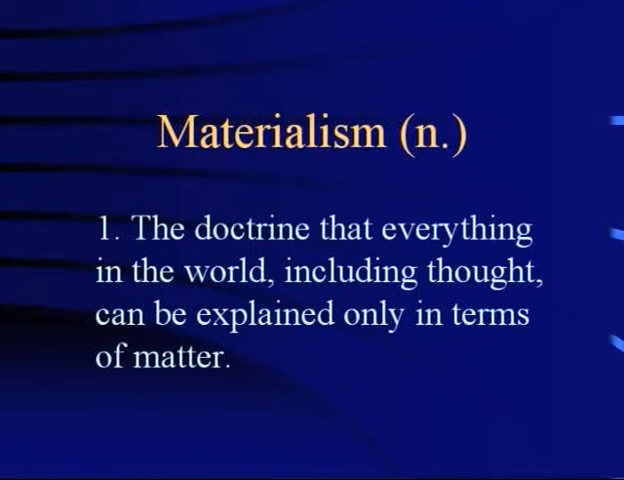 Materialism (n.)
1. The doctrine that everything
in the world, including thought,
can be explained only in terms
of matter.